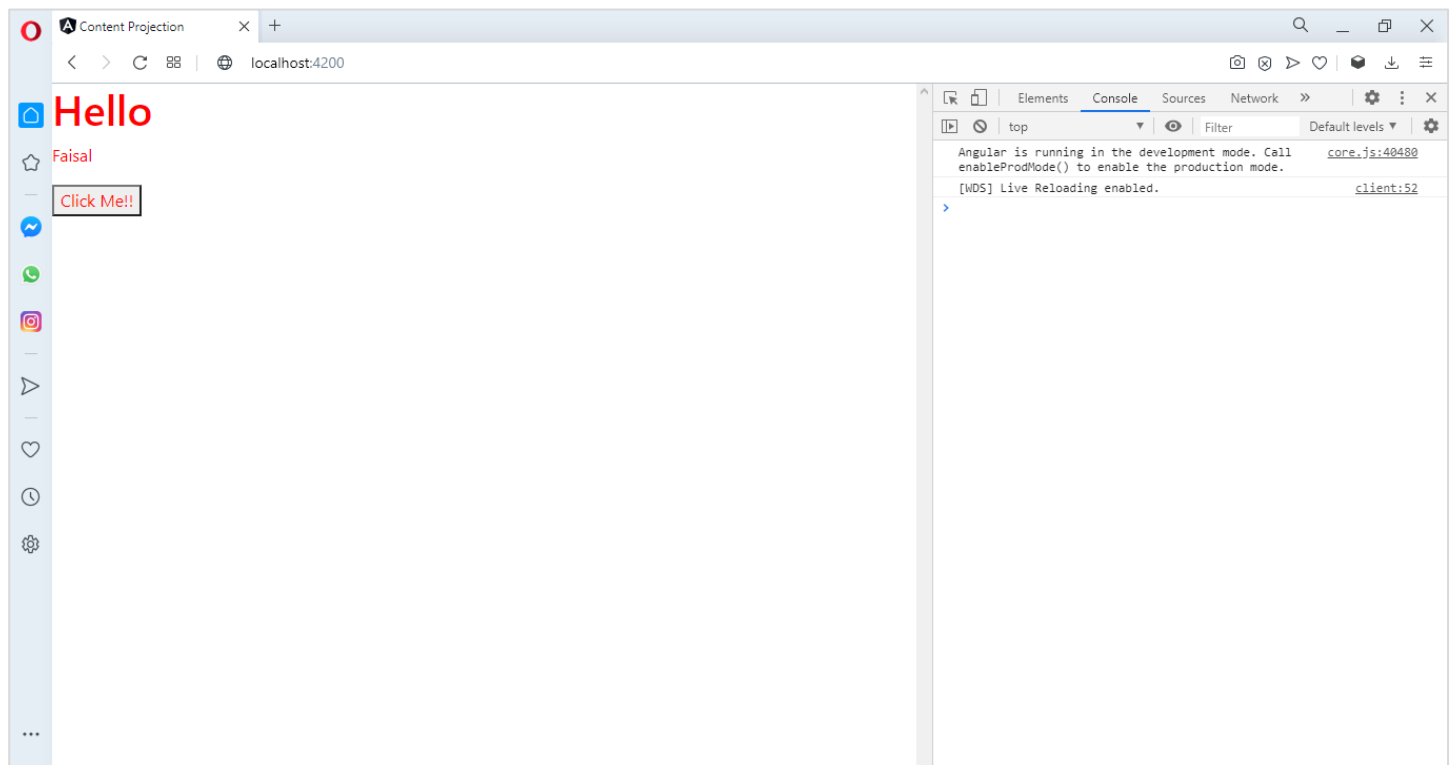 Content Projection
localhost:4200
Hello
Faisal
Click Me!!
Elements Console Sources Network »
top Filter Default levels
Angular is running in the development mode. Call core.js:40480
enableProdMode() to enable the production mode.
[WDS] Live Reloading enabled. client:52